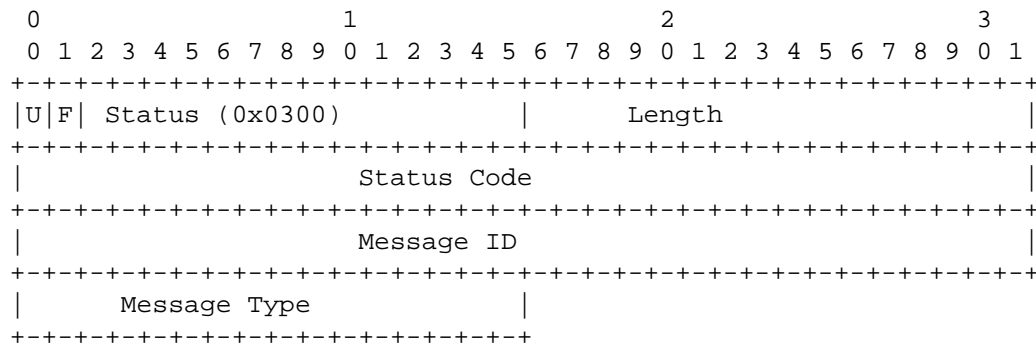 0                   1                   2                   3
 0 1 2 3 4 5 6 7 8 9 0 1 2 3 4 5 6 7 8 9 0 1 2 3 4 5 6 7 8 9 0 1
+-+-+-+-+-+-+-+-+-+-+-+-+-+-+-+-+-+-+-+-+-+-+-+-+-+-+-+-+-+-+-+-+
|U|F| Status (0x0300)           |      Length                   |
+-+-+-+-+-+-+-+-+-+-+-+-+-+-+-+-+-+-+-+-+-+-+-+-+-+-+-+-+-+-+-+-+
|                     Status Code                               |
+-+-+-+-+-+-+-+-+-+-+-+-+-+-+-+-+-+-+-+-+-+-+-+-+-+-+-+-+-+-+-+-+
|                     Message ID                                |
+-+-+-+-+-+-+-+-+-+-+-+-+-+-+-+-+-+-+-+-+-+-+-+-+-+-+-+-+-+-+-+-+
|      Message Type             |
+-+-+-+-+-+-+-+-+-+-+-+-+-+-+-+-+